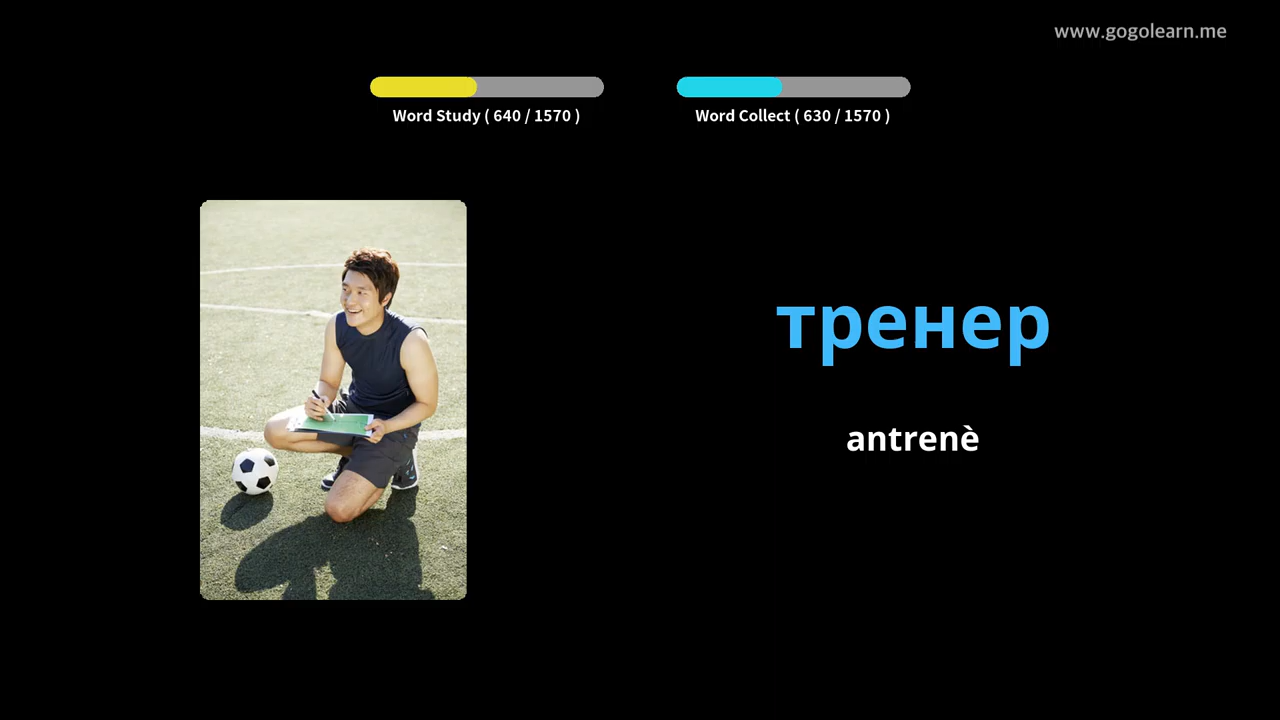 www.gogolearn.me
Word Study ( 640 / 1570 )
Word Collect ( 630 / 1570 )
тренер
antrenè